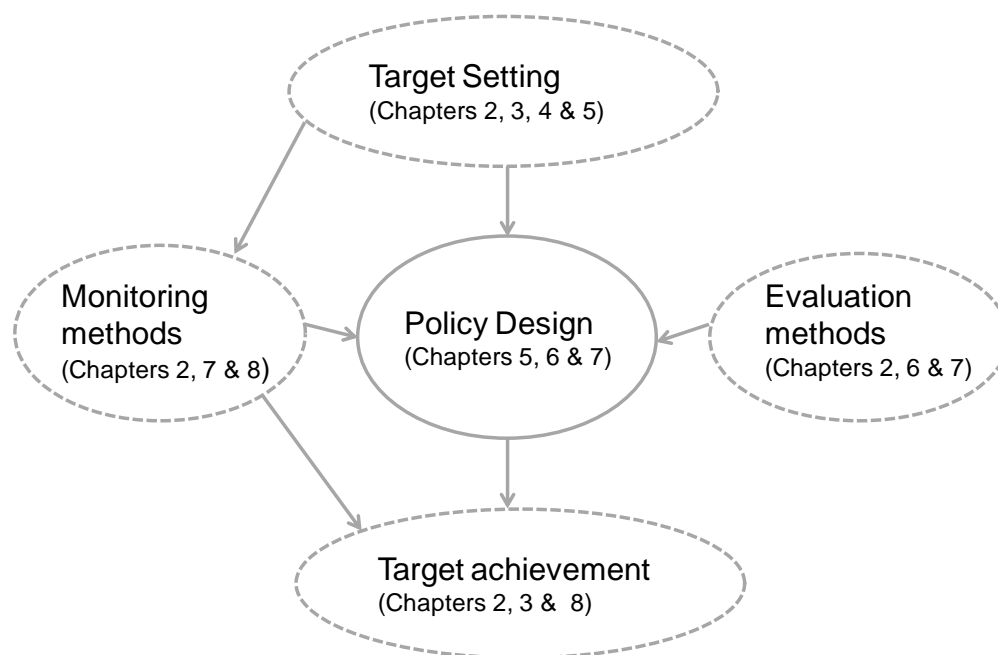 Target Setting
(Chapters 2, 3, 4 & 5)
Monitoring
methods
(Chapters 2, 7 & 8)
Policy Design
(Chapters 5, 6 & 7)
Evaluation
methods
(Chapters 2, 6 & 7)
Target achievement
(Chapters 2, 3 & 8)